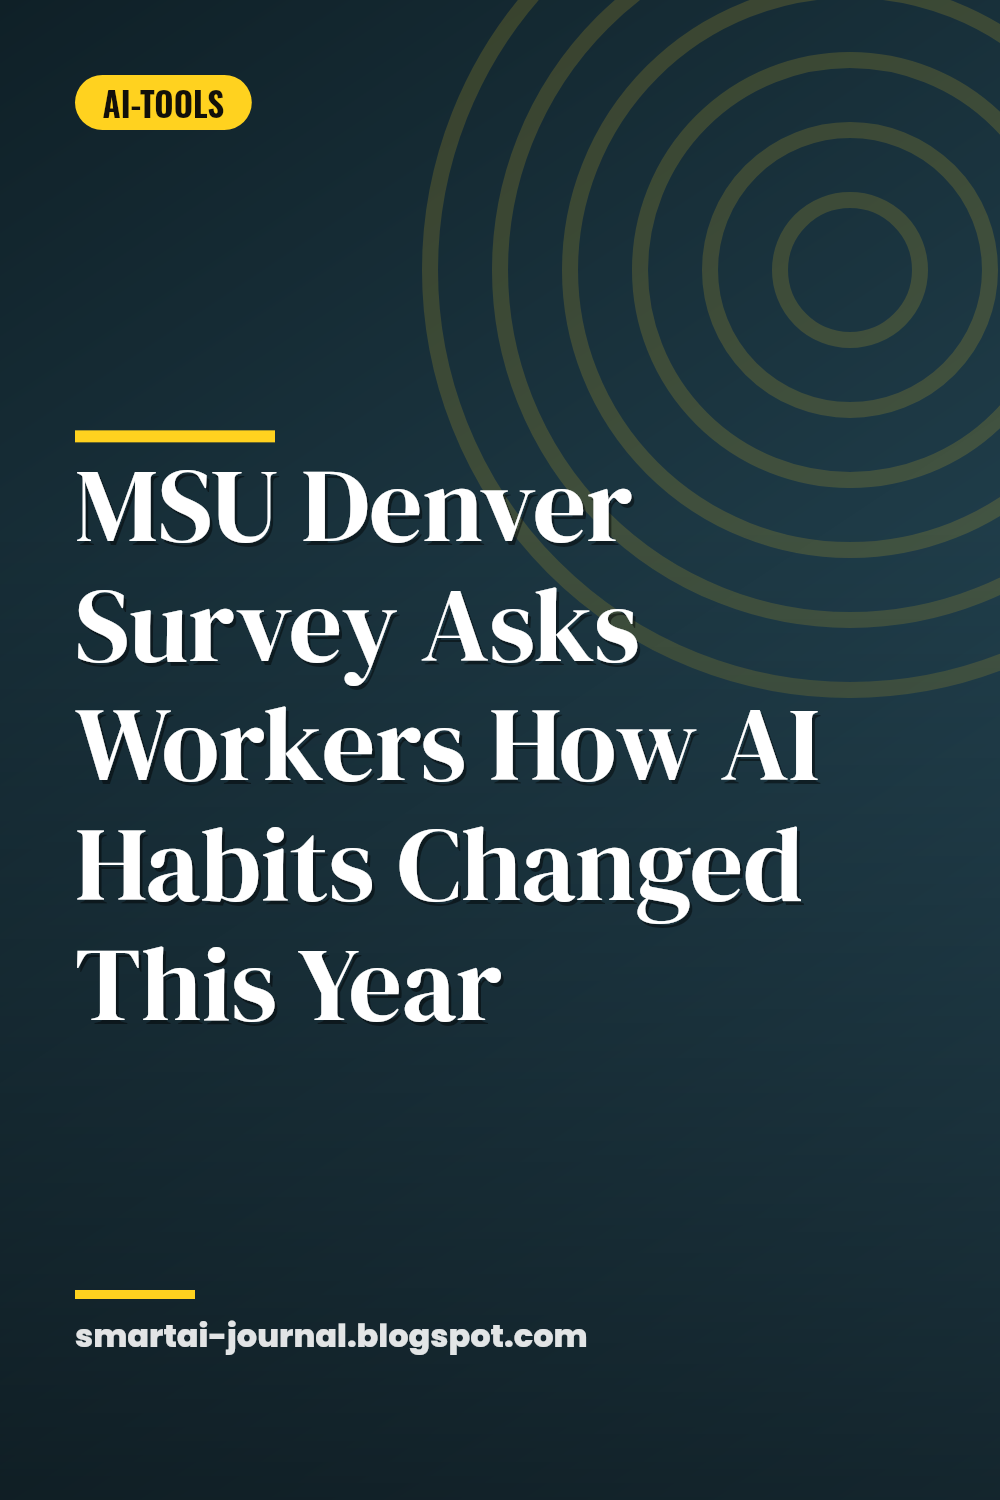 AI-TOOLS
MSU Denver
Survey Asks
Workers How AI
Habits Changed
This Year
smartai-journal.blogspot.com